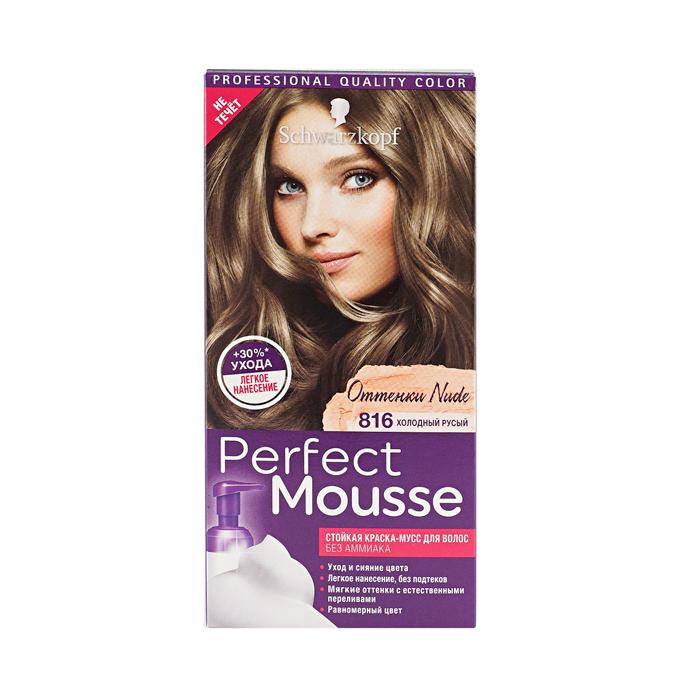 PROFESSIONAL QUALITY COLOR
НЕ
ТЕЧЁТ
Schwarzkopf
+30%*
УХОДА
ЛЕГКОЕ
НАНЕСЕНИЕ
Оттенки Nude
816 ХОЛОДНЫЙ РУСЫЙ
Perfect
Mousse
СТОЙКАЯ КРАСКА-МУСС ДЛЯ ВОЛОС
БЕЗ АММИАКА
• Уход и сияние цвета
• Легкое нанесение, без подтеков
• Мягкие оттенки с естественными
переливами
• Равномерный цвет